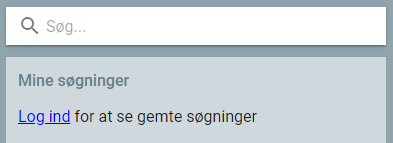 Søg...
Mine søgninger
Log ind for at se gemte søgninger